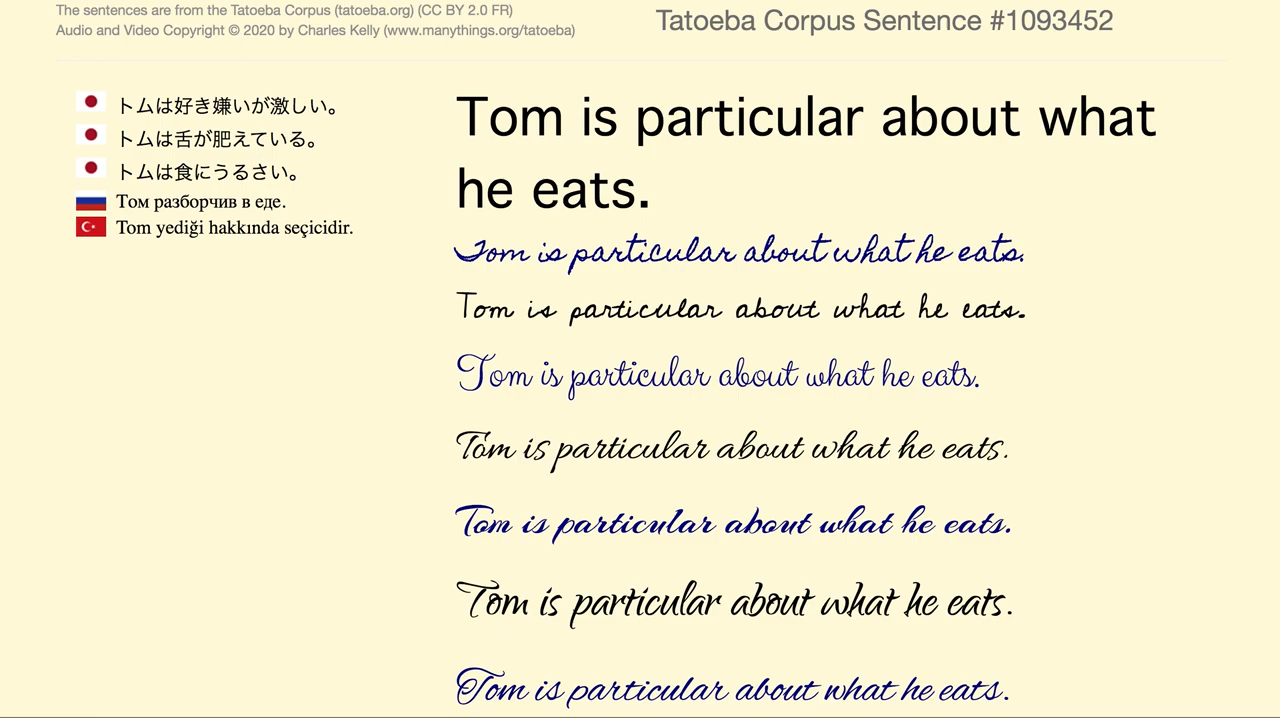 The sentences are from the Tatoeba Corpus (tatoeba.org) (CC BY 2.0 FR)
Audio and Video Copyright © 2020 by Charles Kelly (www.manythings.org/tatoeba)
Tatoeba Corpus Sentence #1093452
トムは好き嫌いが激しい。
トムは舌が肥えている。
トムは食にうるさい。
Том разборчив в еде.
Tom yediği hakkında seçicidir.
Tom is particular about what
he eats.
Tom is particular about what he eats.
Tom is particular about what he eats.
Tom is particular about what he eats.
Tom is particular about what he eats.
Tom is particular about what he eats.
Tom is particular about what he eats.
Tom is particular about what he eats.